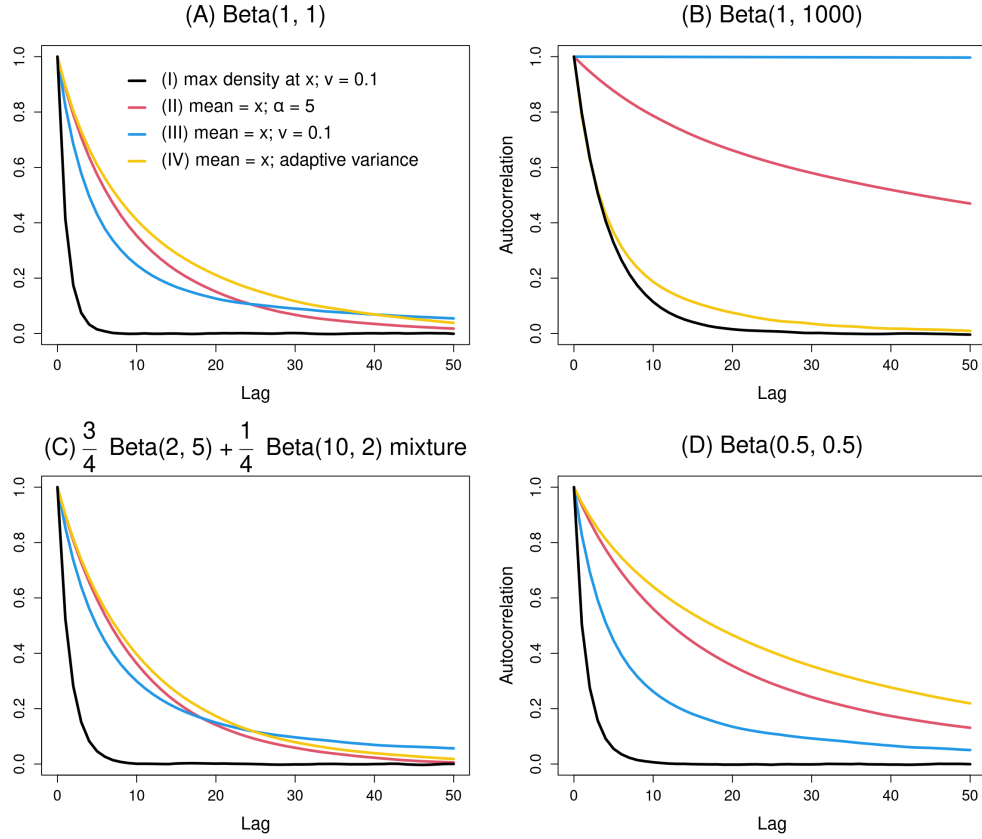 (A) Beta(1, 1)
1.0
0.8
0.6
0.4
0.2
0.0
(I) max density at x; v = 0.1
(II) mean = x; α = 5
(III) mean = x; v = 0.1
(IV) mean = x; adaptive variance
0 10 20 30 40 50
Lag
(B) Beta(1, 1000)
Autocorrelation
1.0
0.8
0.6
0.4
0.2
0.0
0 10 20 30 40 50
Lag
(C) 3/4 Beta(2, 5) + 1/4 Beta(10, 2) mixture
1.0
0.8
0.6
0.4
0.2
0.0
0 10 20 30 40 50
Lag
(D) Beta(0.5, 0.5)
Autocorrelation
1.0
0.8
0.6
0.4
0.2
0.0
0 10 20 30 40 50
Lag